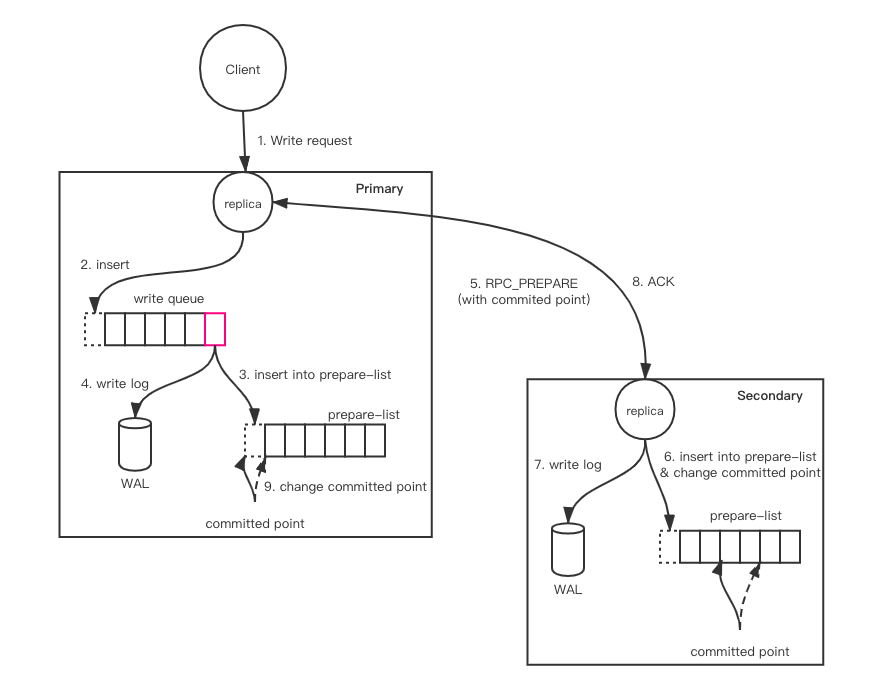 Client
1. Write request
Primary
replica
2. insert
write queue
5. RPC_PREPARE
(with commited point)
8. ACK
4. write log
3. insert into prepare-list
prepare-list
WAL
9. change committed point
committed point
Secondary
replica
7. write log
6. insert into prepare-list
& change committed point
prepare-list
WAL
committed point